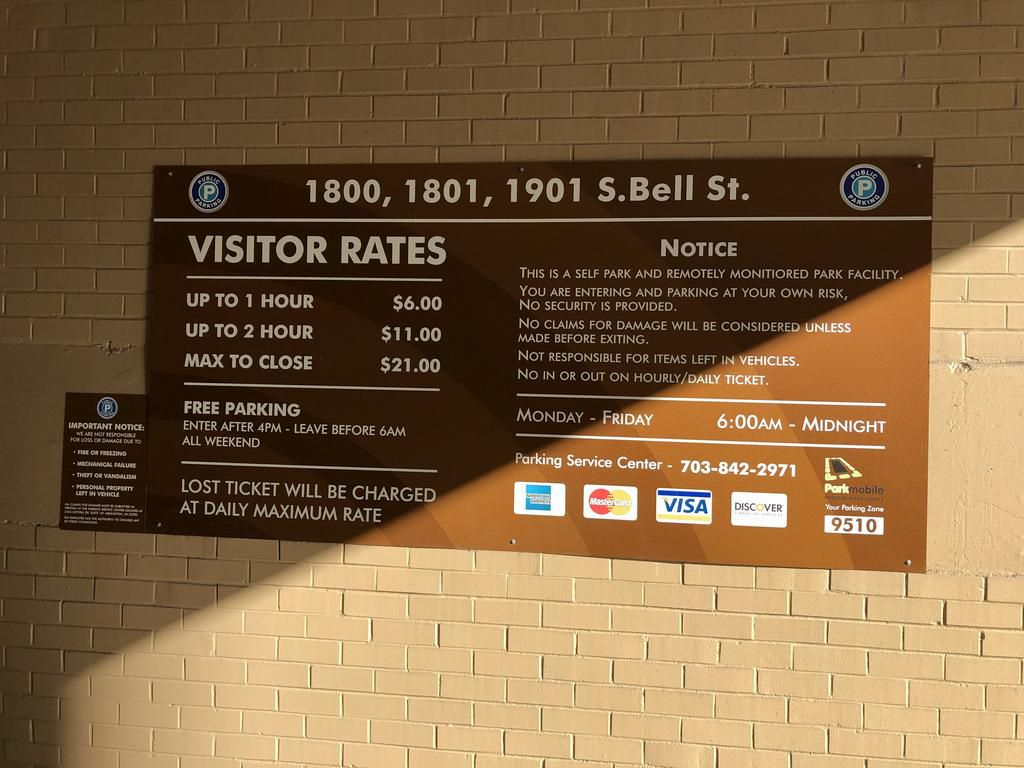 PUBLIC
P
PARKING
1800, 1801, 1901 S.Bell St.
PUBLIC
P
PARKING
VISITOR RATES
UP TO 1 HOUR $6.00
UP TO 2 HOUR $11.00
MAX TO CLOSE $21.00
FREE PARKING
ENTER AFTER 4PM - LEAVE BEFORE 6AM
ALL WEEKEND
LOST TICKET WILL BE CHARGED
AT DAILY MAXIMUM RATE
NOTICE
THIS IS A SELF PARK AND REMOTELY MONITIORED PARK FACILITY.
YOU ARE ENTERING AND PARKING AT YOUR OWN RISK,
NO SECURITY IS PROVIDED.
NO CLAIMS FOR DAMAGE WILL BE CONSIDERED UNLESS
MADE BEFORE EXITING.
NOT RESPONSIBLE FOR ITEMS LEFT IN VEHICLES.
NO IN OR OUT ON HOURLY/DAILY TICKET.
MONDAY - FRIDAY 6:00AM - MIDNIGHT
Parking Service Center - 703-842-2971
AMERICAN
EXPRESS
MasterCard
VISA
DISCOVER
FINANCIAL SERVICES
Parkmobile
PARKING MADE SIMPLE
Your Parking Zone
9510
P
IMPORTANT NOTICE:
WE ARE NOT RESPONSIBLE
FOR LOSS OR DAMAGE DUE TO
• FIRE OR FREEZING
• MECHANICAL FAILURE
• THEFT OR VANDALISM
• PERSONAL PROPERTY
LEFT IN VEHICLE